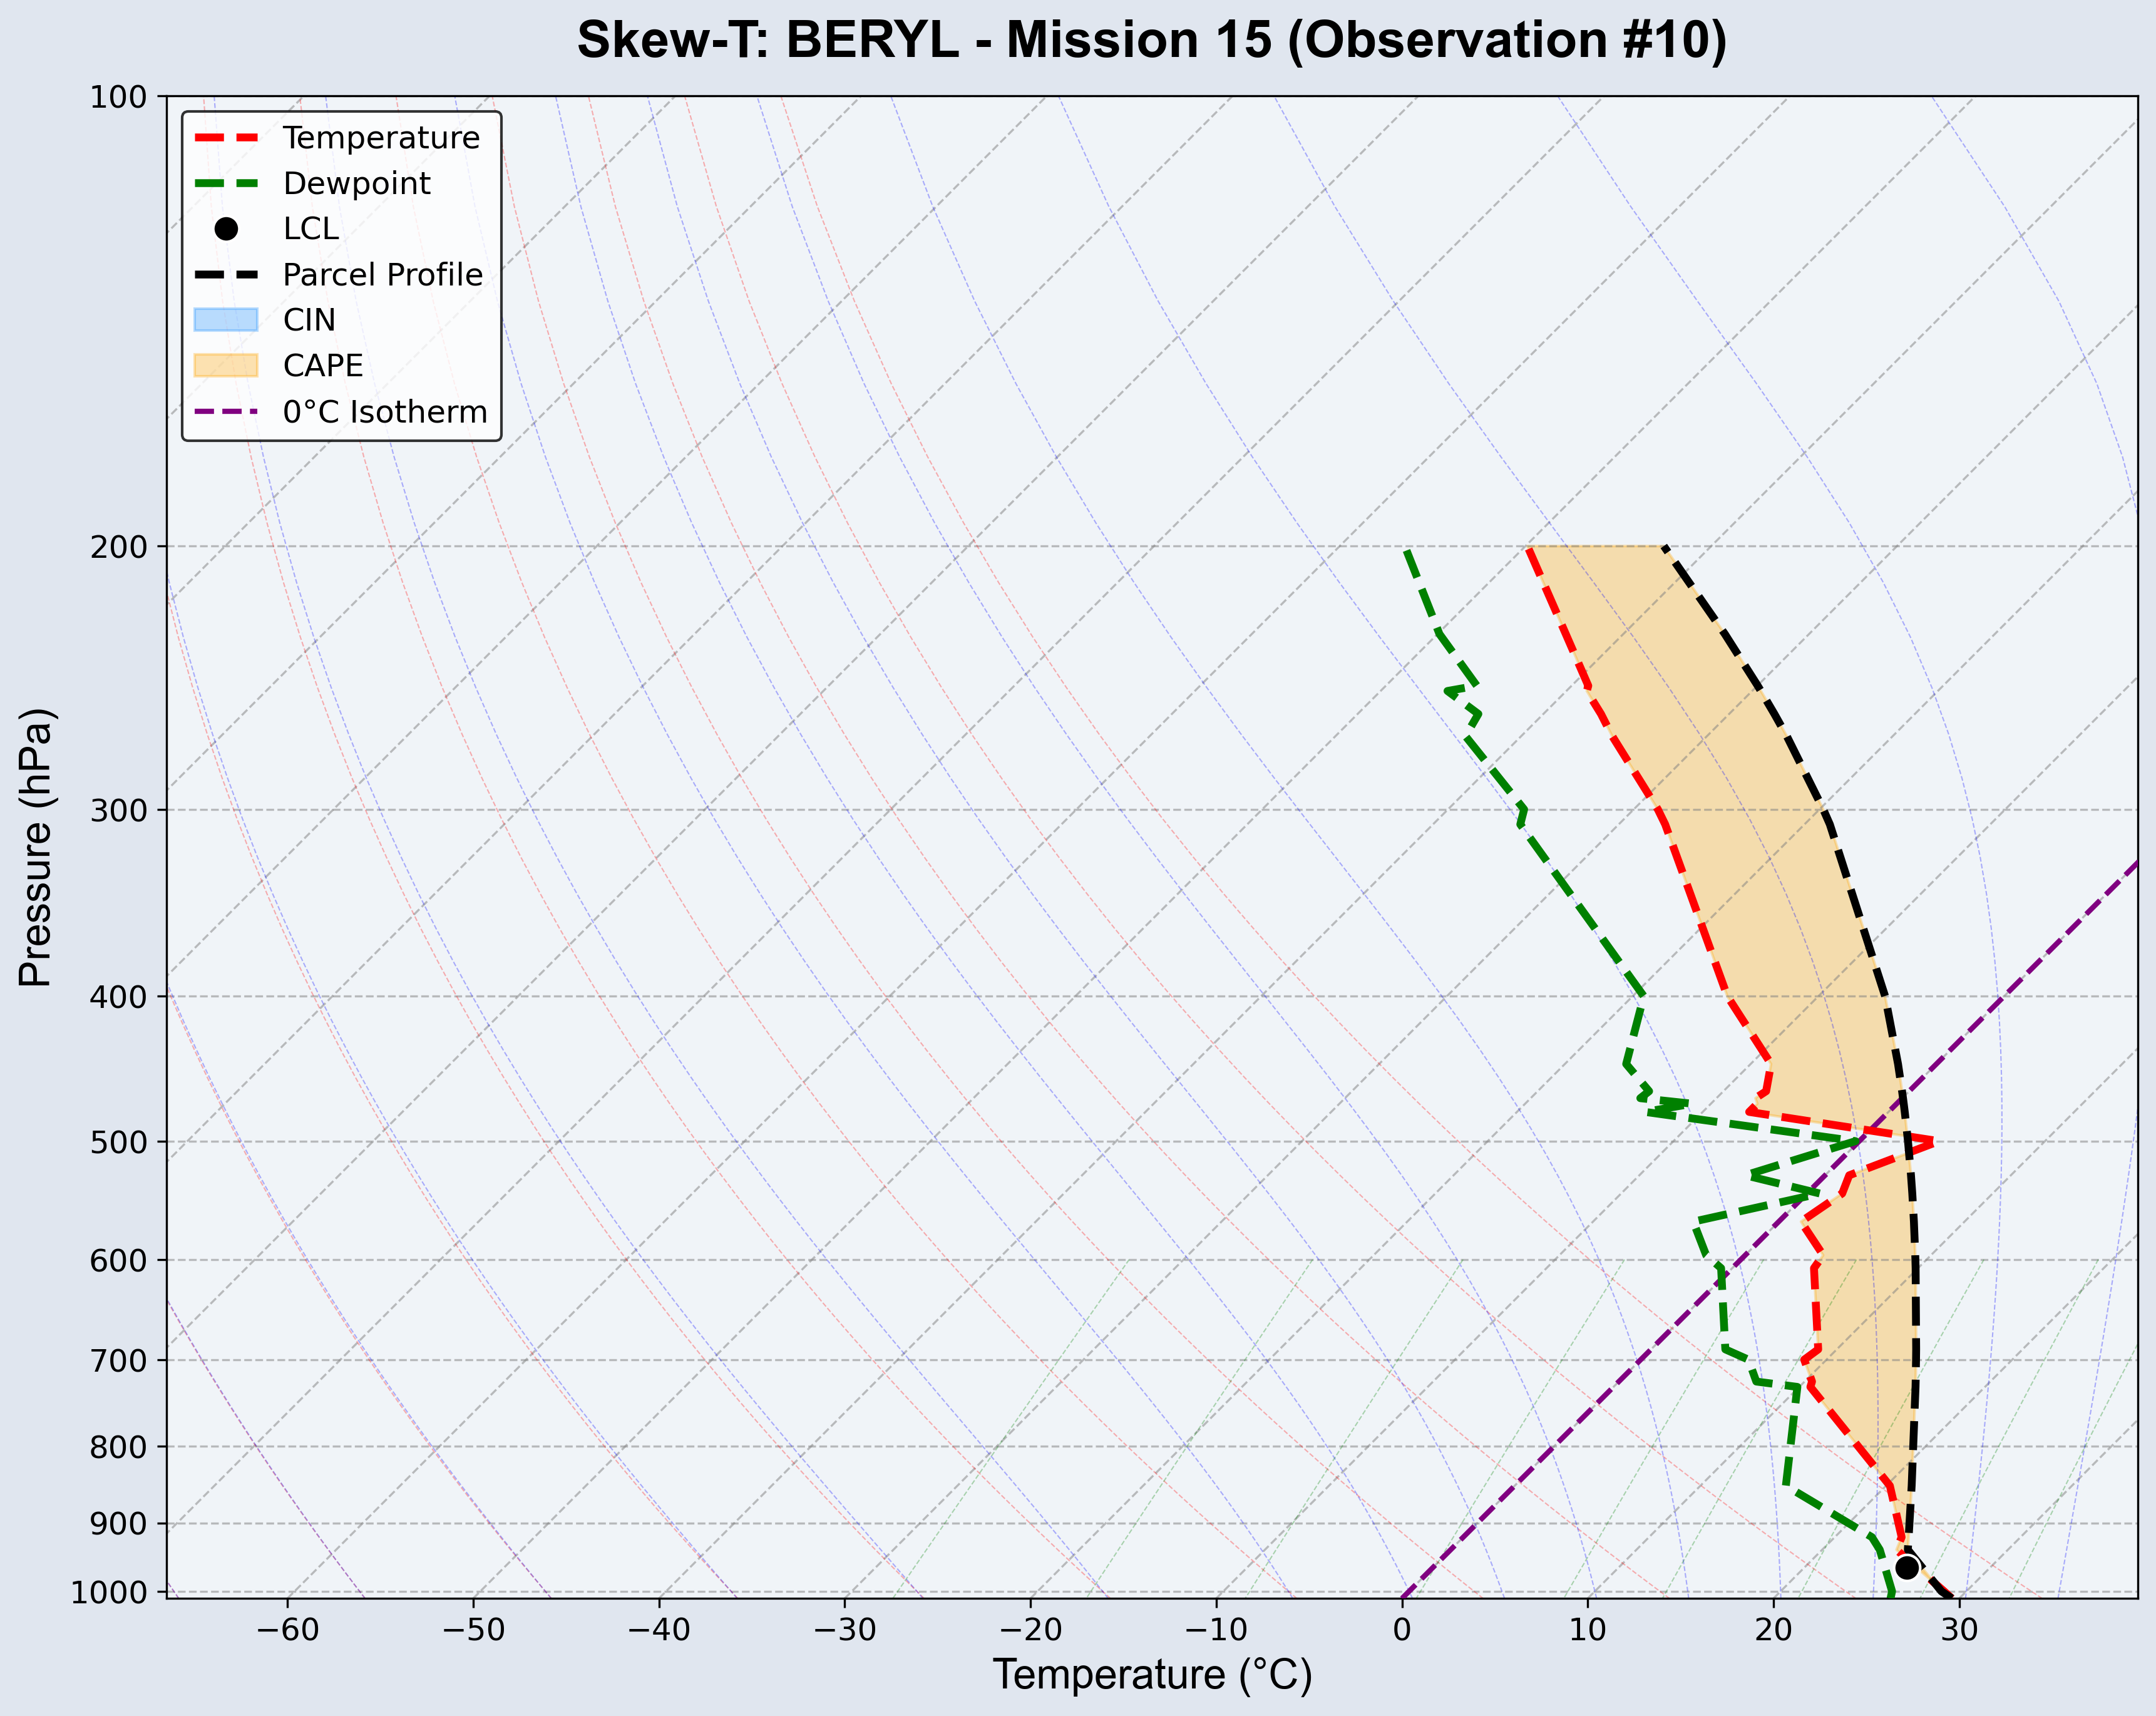 Skew-T: BERYL - Mission 15 (Observation #10)
Temperature
Dewpoint
LCL
Parcel Profile
CIN
CAPE
0°C Isotherm
Pressure (hPa)
100
200
300
400
500
600
700
800
900
1000
−60 −50 −40 −30 −20 −10 0 10 20 30
Temperature (°C)